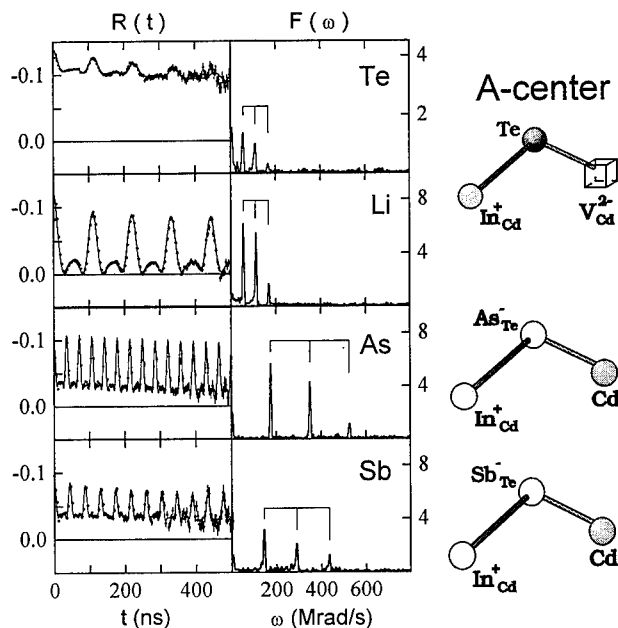 R (t)
F (ω)
-0.1
0.0
Te
4
2
A-center
Te
In⁺Cd
V²⁻Cd
-0.1
0.0
Li
8
4
-0.1
0.0
As
8
4
As⁻Te
In⁺Cd
Cd
-0.1
0.0
Sb
8
4
Sb⁻Te
In⁺Cd
Cd
0 200 400
0 200 400 600
t (ns)
ω (Mrad/s)